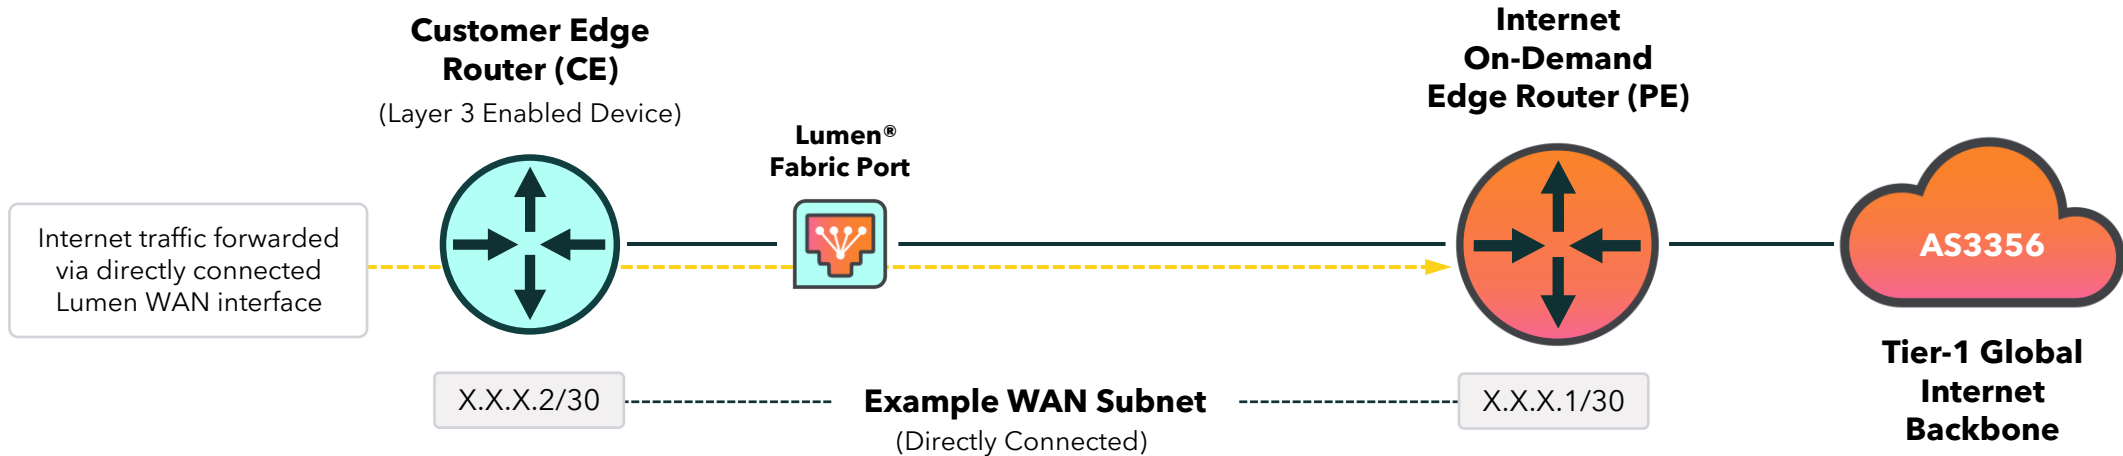 Customer Edge
Router (CE)
(Layer 3 Enabled Device)
Internet
On-Demand
Edge Router (PE)
Lumen®
Fabric Port
Internet traffic forwarded
via directly connected
Lumen WAN interface
AS3356
X.X.X.2/30
Example WAN Subnet
(Directly Connected)
X.X.X.1/30
Tier-1 Global
Internet
Backbone